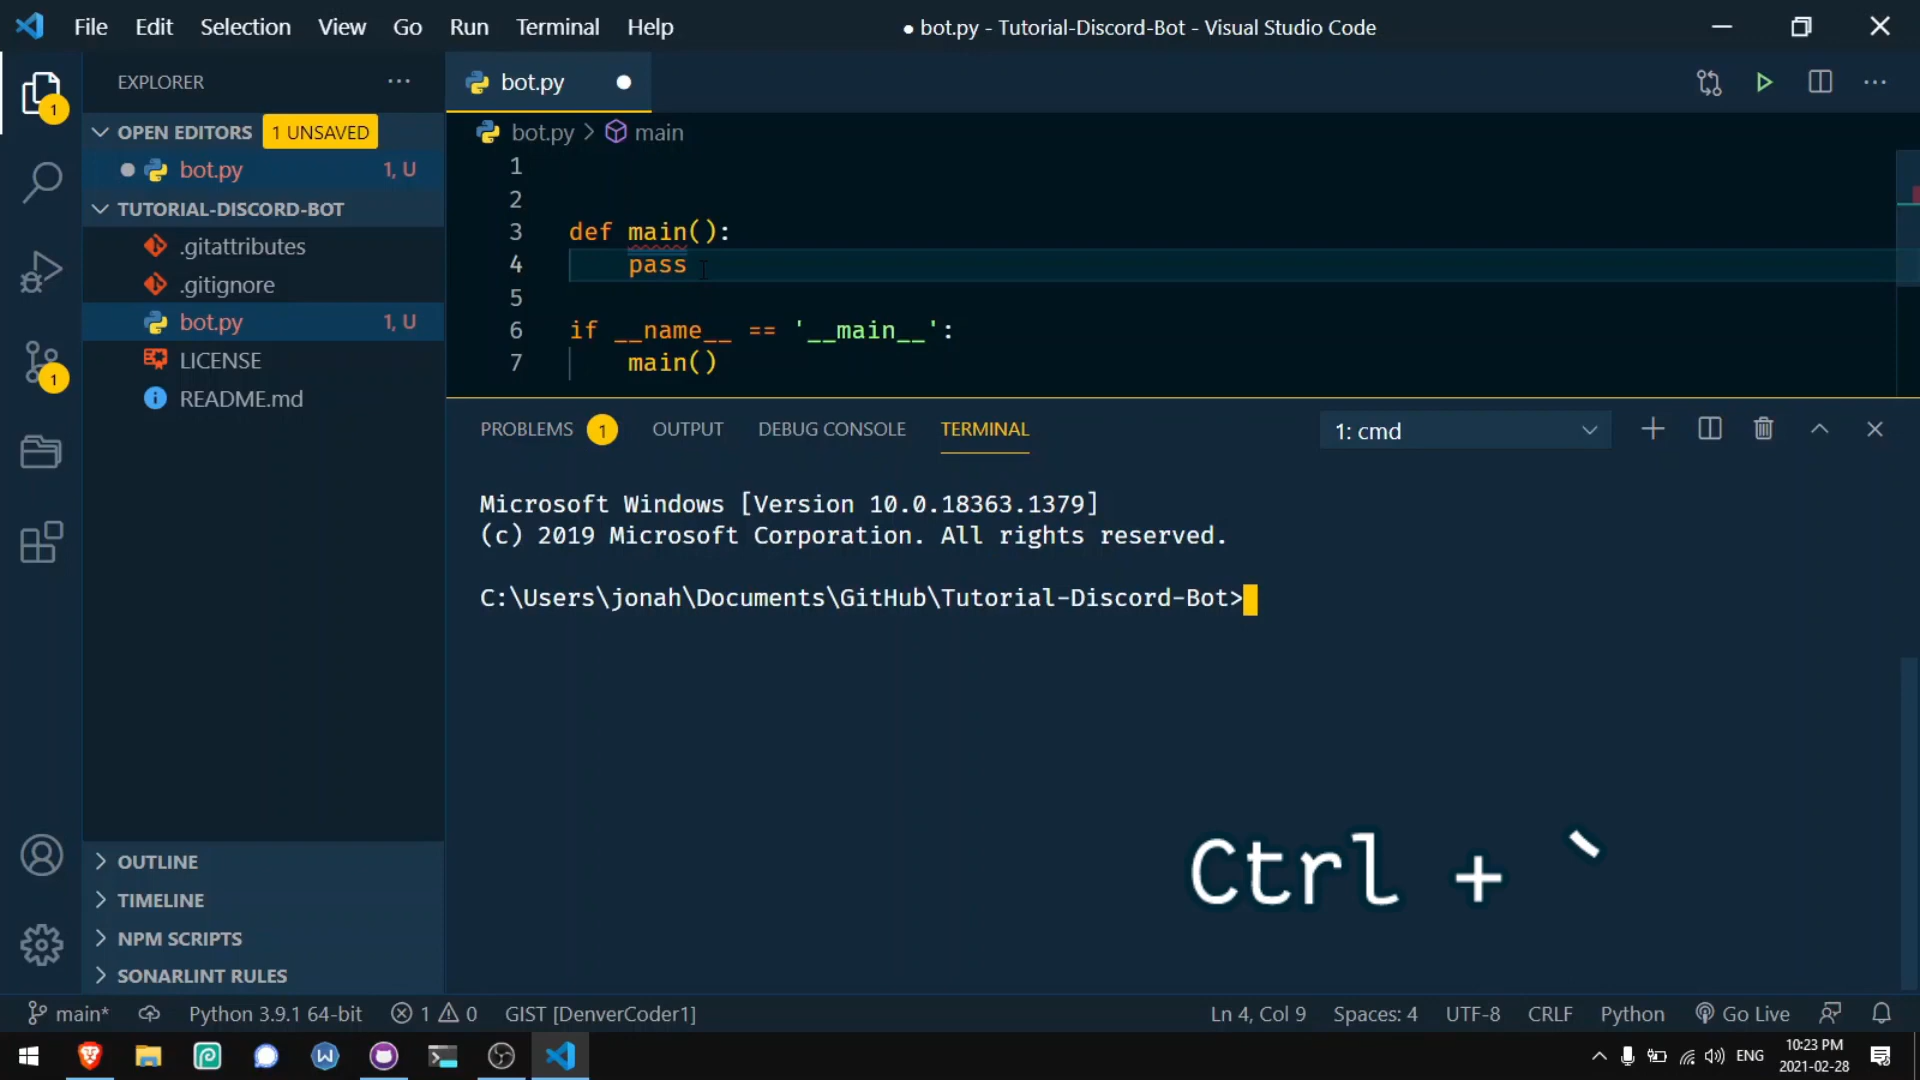 File Edit Selection View Go Run Terminal Help
● bot.py - Tutorial-Discord-Bot - Visual Studio Code
EXPLORER
1
OPEN EDITORS 1 UNSAVED
bot.py 1, U
TUTORIAL-DISCORD-BOT
.gitattributes
.gitignore
bot.py 1, U
LICENSE
README.md
1
OUTLINE
TIMELINE
NPM SCRIPTS
SONARLINT RULES
bot.py
bot.py > main
1
2
3 def main():
4 pass
5
6 if __name__ == '__main__':
7 main()
PROBLEMS 1 OUTPUT DEBUG CONSOLE TERMINAL 1: cmd
Microsoft Windows [Version 10.0.18363.1379]
(c) 2019 Microsoft Corporation. All rights reserved.
C:\Users\jonah\Documents\GitHub\Tutorial-Discord-Bot>
Ctrl + `
main* Python 3.9.1 64-bit 1 0 GIST [DenverCoder1] Ln 4, Col 9 Spaces: 4 UTF-8 CRLF Python Go Live
ENG 10:23 PM
2021-02-28